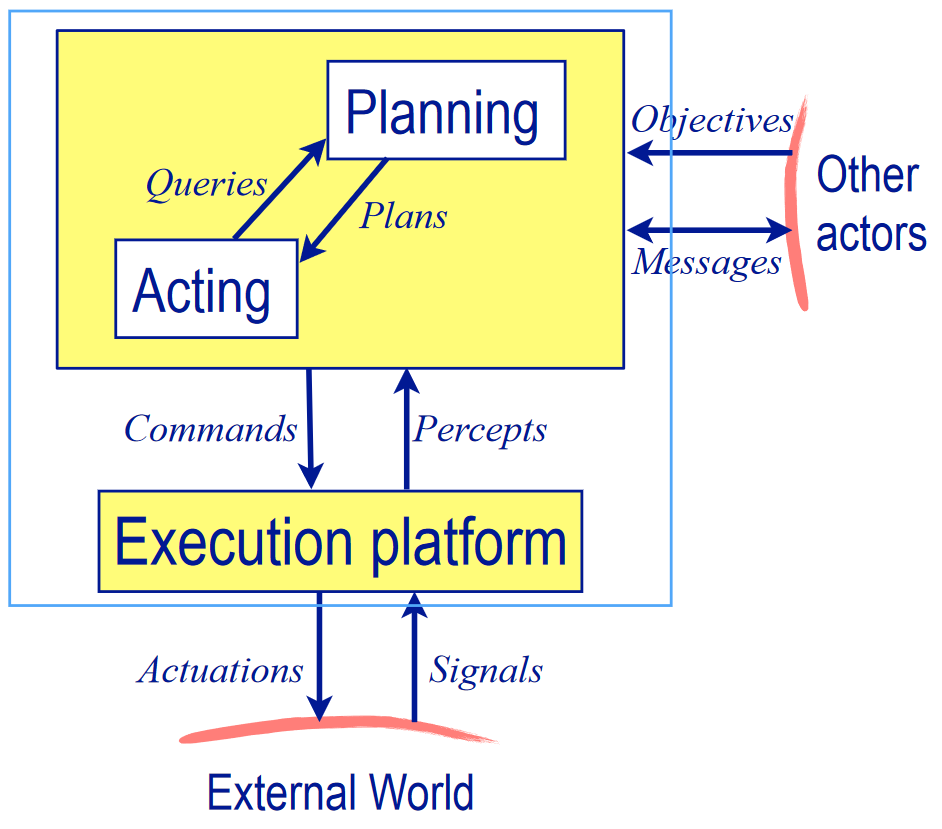 Planning
Objectives
Queries
Plans
Other
actors
Acting
Messages
Commands
Percepts
Execution platform
Actuations
Signals
External World